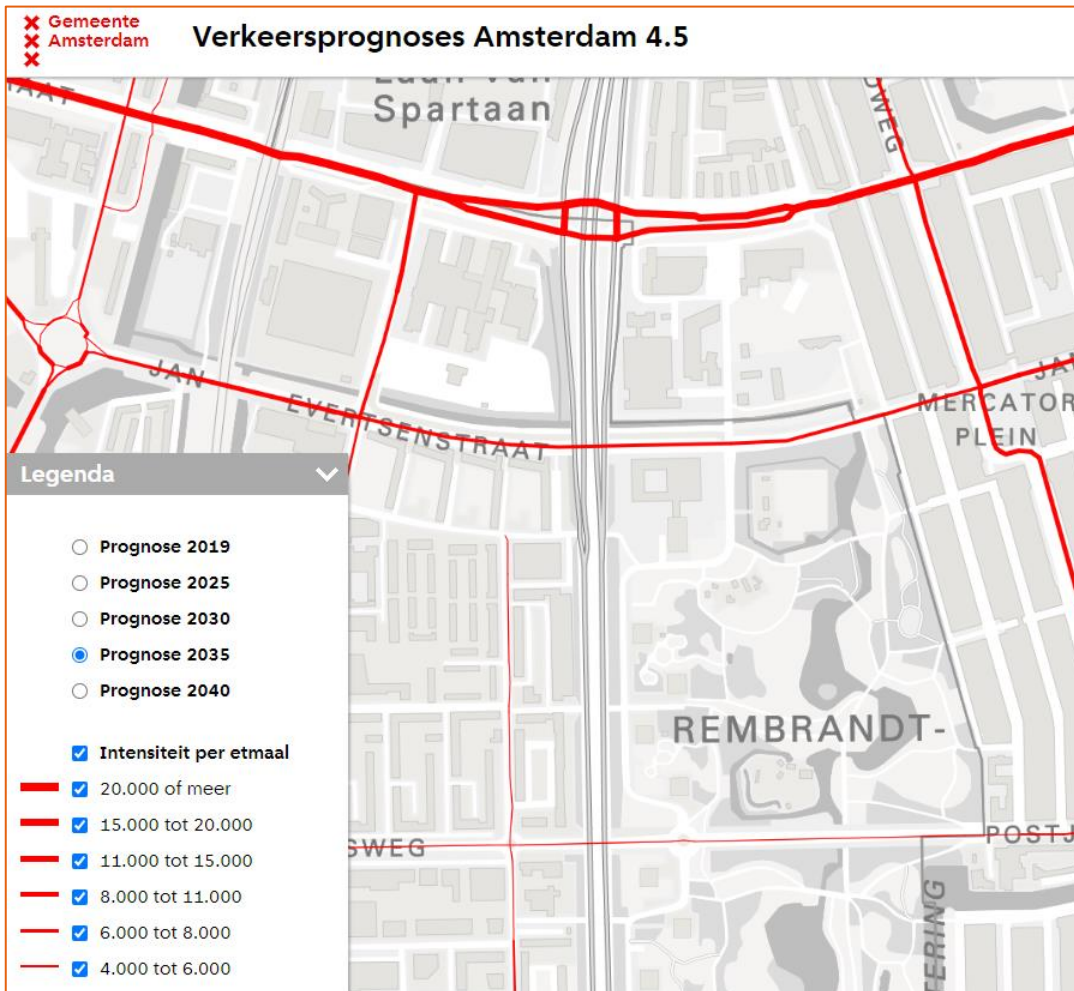 Gemeente
Amsterdam
Verkeersprognoses Amsterdam 4.5
Laan van
Spartaan
JAN
EVERTSENSTRAAT
MERCATOR
PLEIN
REMBRANDT-
Legenda
Prognose 2019
Prognose 2025
Prognose 2030
Prognose 2035
Prognose 2040
Intensiteit per etmaal
20.000 of meer
15.000 tot 20.000
11.000 tot 15.000
8.000 tot 11.000
6.000 tot 8.000
4.000 tot 6.000
SWEG
POSTJ
TERING